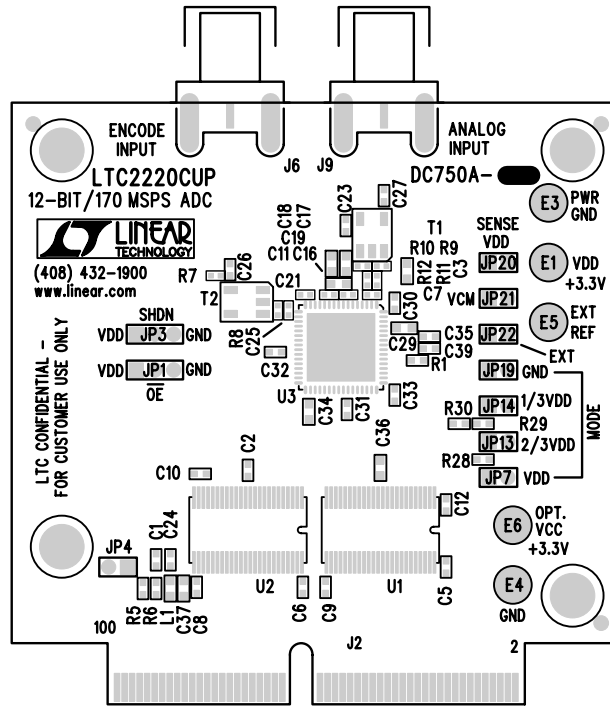 ENCODE
INPUT
ANALOG
INPUT
J6
J9
LTC2220CUP
12-BIT/170 MSPS ADC
DC750A-
LINEAR
TECHNOLOGY
(408) 432-1900
www.linear.com
E3
PWR
GND
E1
VDD
+3.3V
E5
EXT
REF
SENSE
VDD
JP20
VCM
JP21
JP22
EXT
JP19
GND
JP14
1/3VDD
JP13
2/3VDD
JP7
VDD
MODE
C27
C23
C18
C17
C19
C11
C16
T1
R10
R9
R12
R11
C3
C7
R7
C26
C21
T2
R8
C25
C30
C29
C35
C39
R1
C32
U3
C34
C31
C33
SHDN
VDD
JP3
GND
VDD
JP1
GND
OE
LTC CONFIDENTIAL -
FOR CUSTOMER USE ONLY
R30
R29
R28
C10
C2
C36
C12
C1
C24
JP4
U2
U1
C5
R5
R6
L1
C37
C8
C6
C9
E6
OPT.
VCC
+3.3V
E4
GND
100
J2
2